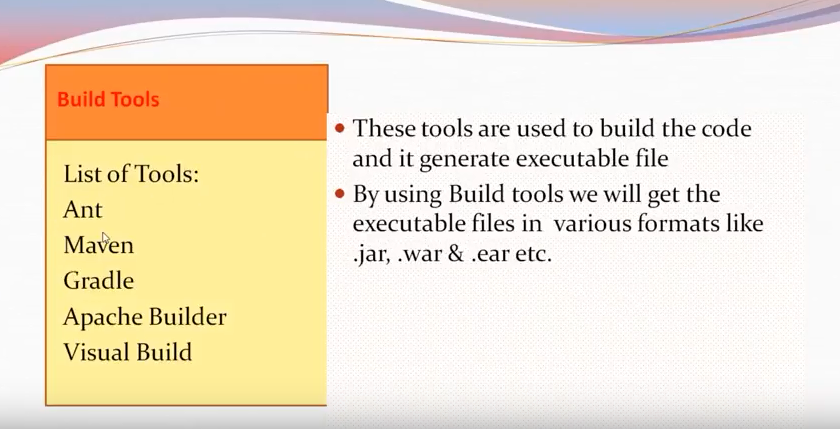 Build Tools
List of Tools:
Ant
Maven
Gradle
Apache Builder
Visual Build
These tools are used to build the code
and it generate executable file
By using Build tools we will get the
executable files in various formats like
.jar, .war & .ear etc.